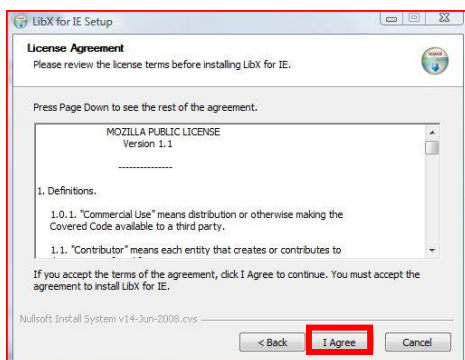 LibX for IE Setup
License Agreement
Please review the license terms before installing LibX for IE.
Press Page Down to see the rest of the agreement.
MOZILLA PUBLIC LICENSE
Version 1.1
---------------
1. Definitions.
1.0.1. "Commercial Use" means distribution or otherwise making the
Covered Code available to a third party.
1.1. "Contributor" means each entity that creates or contributes to
If you accept the terms of the agreement, click I Agree to continue. You must accept the
agreement to install LibX for IE.
Nullsoft Install System v14-Jun-2008.cvs
< Back
I Agree
Cancel